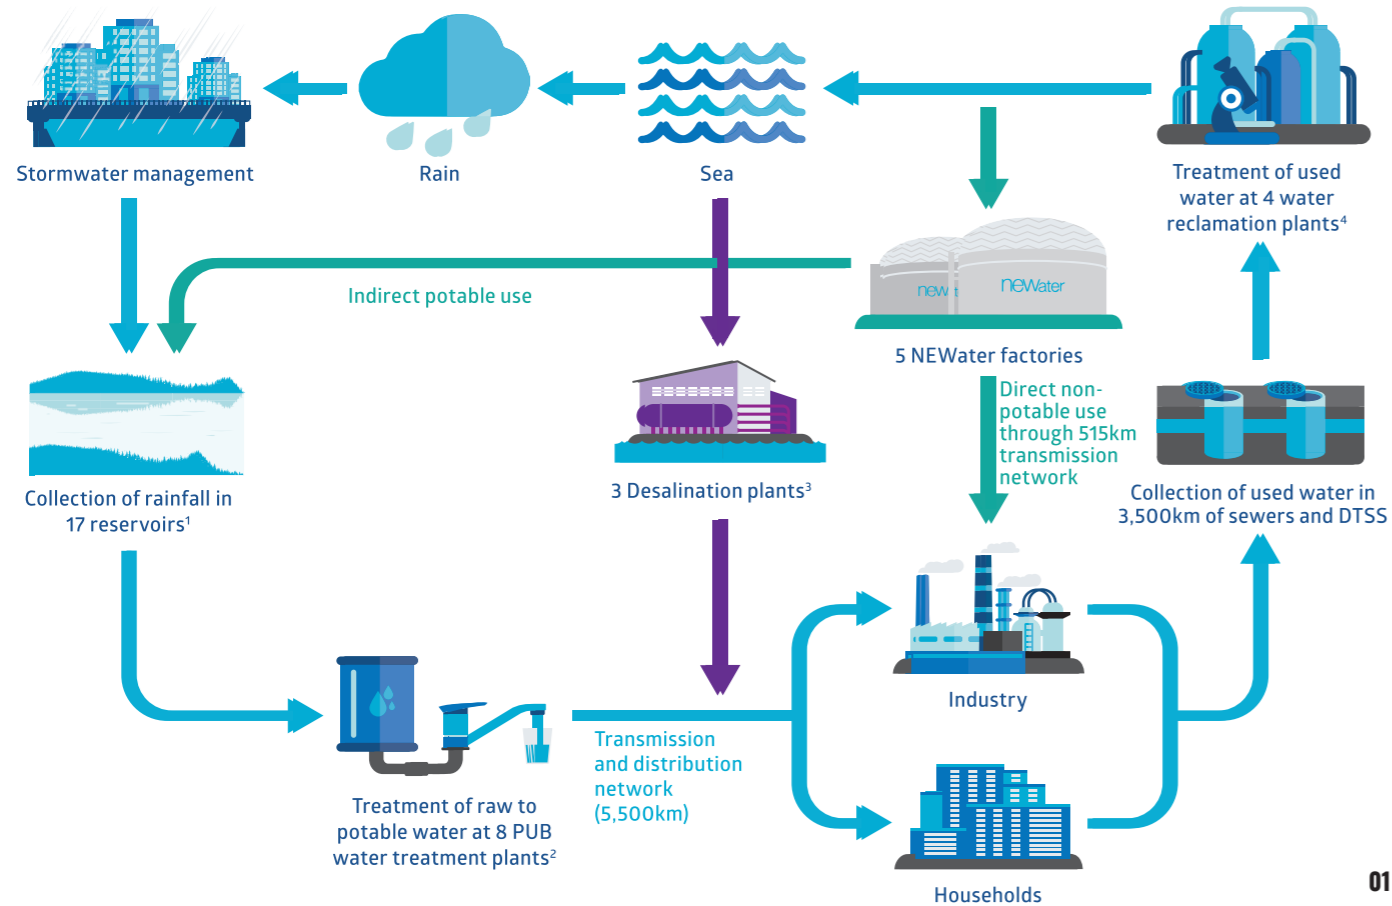 Stormwater management
Rain
Sea
Treatment of used
water at 4 water
reclamation plants⁴
Indirect potable use
newater
5 NEWater factories
Direct non-
potable use
through 515km
transmission
network
Collection of rainfall in
17 reservoirs¹
3 Desalination plants³
Collection of used water in
3,500km of sewers and DTSS
Industry
Transmission
and distribution
network
(5,500km)
Treatment of raw to
potable water at 8 PUB
water treatment plants²
Households
01